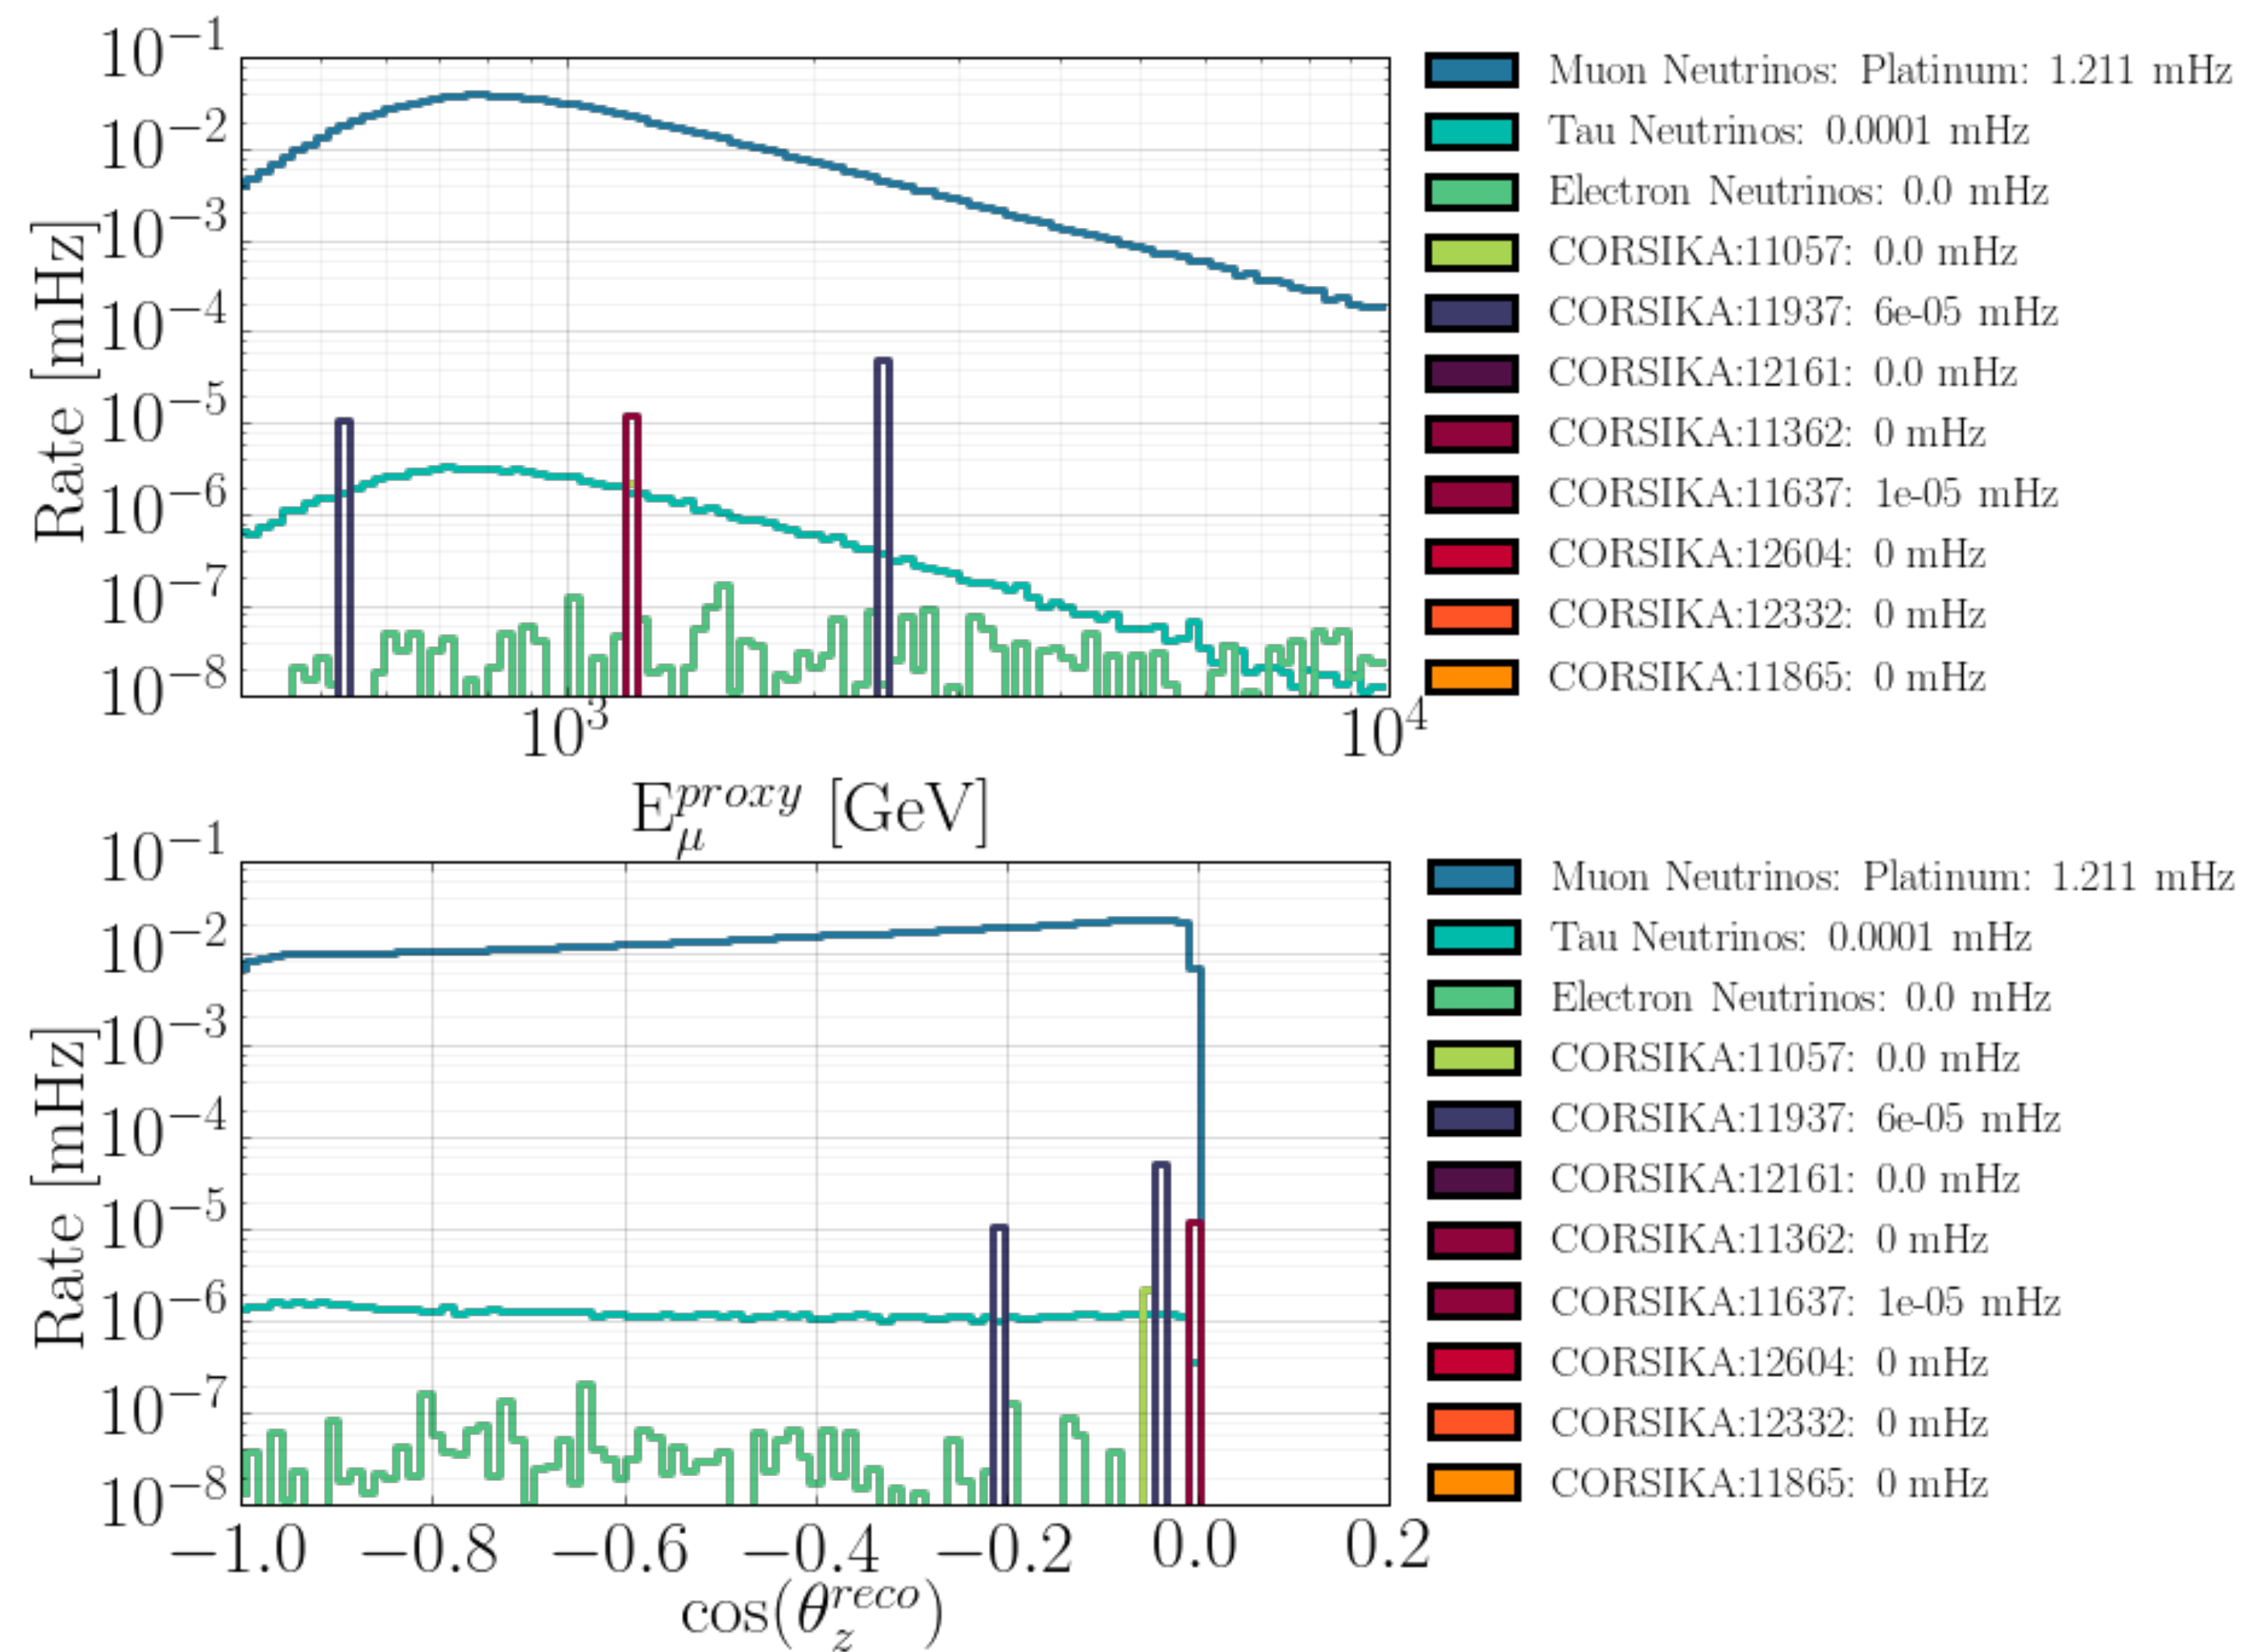 10^{-1}
10^{-2}
10^{-3}
10^{-4}
10^{-5}
10^{-6}
10^{-7}
10^{-8}
Rate [mHz]
10^3
10^4
E_μ^{proxy} [GeV]
Muon Neutrinos: Platinum: 1.211 mHz
Tau Neutrinos: 0.0001 mHz
Electron Neutrinos: 0.0 mHz
CORSIKA:11057: 0.0 mHz
CORSIKA:11937: 6e-05 mHz
CORSIKA:12161: 0.0 mHz
CORSIKA:11362: 0 mHz
CORSIKA:11637: 1e-05 mHz
CORSIKA:12604: 0 mHz
CORSIKA:12332: 0 mHz
CORSIKA:11865: 0 mHz
10^{-1}
10^{-2}
10^{-3}
10^{-4}
10^{-5}
10^{-6}
10^{-7}
10^{-8}
Rate [mHz]
−1.0 −0.8 −0.6 −0.4 −0.2 0.0 0.2
cos(θ_z^{reco})
Muon Neutrinos: Platinum: 1.211 mHz
Tau Neutrinos: 0.0001 mHz
Electron Neutrinos: 0.0 mHz
CORSIKA:11057: 0.0 mHz
CORSIKA:11937: 6e-05 mHz
CORSIKA:12161: 0.0 mHz
CORSIKA:11362: 0 mHz
CORSIKA:11637: 1e-05 mHz
CORSIKA:12604: 0 mHz
CORSIKA:12332: 0 mHz
CORSIKA:11865: 0 mHz